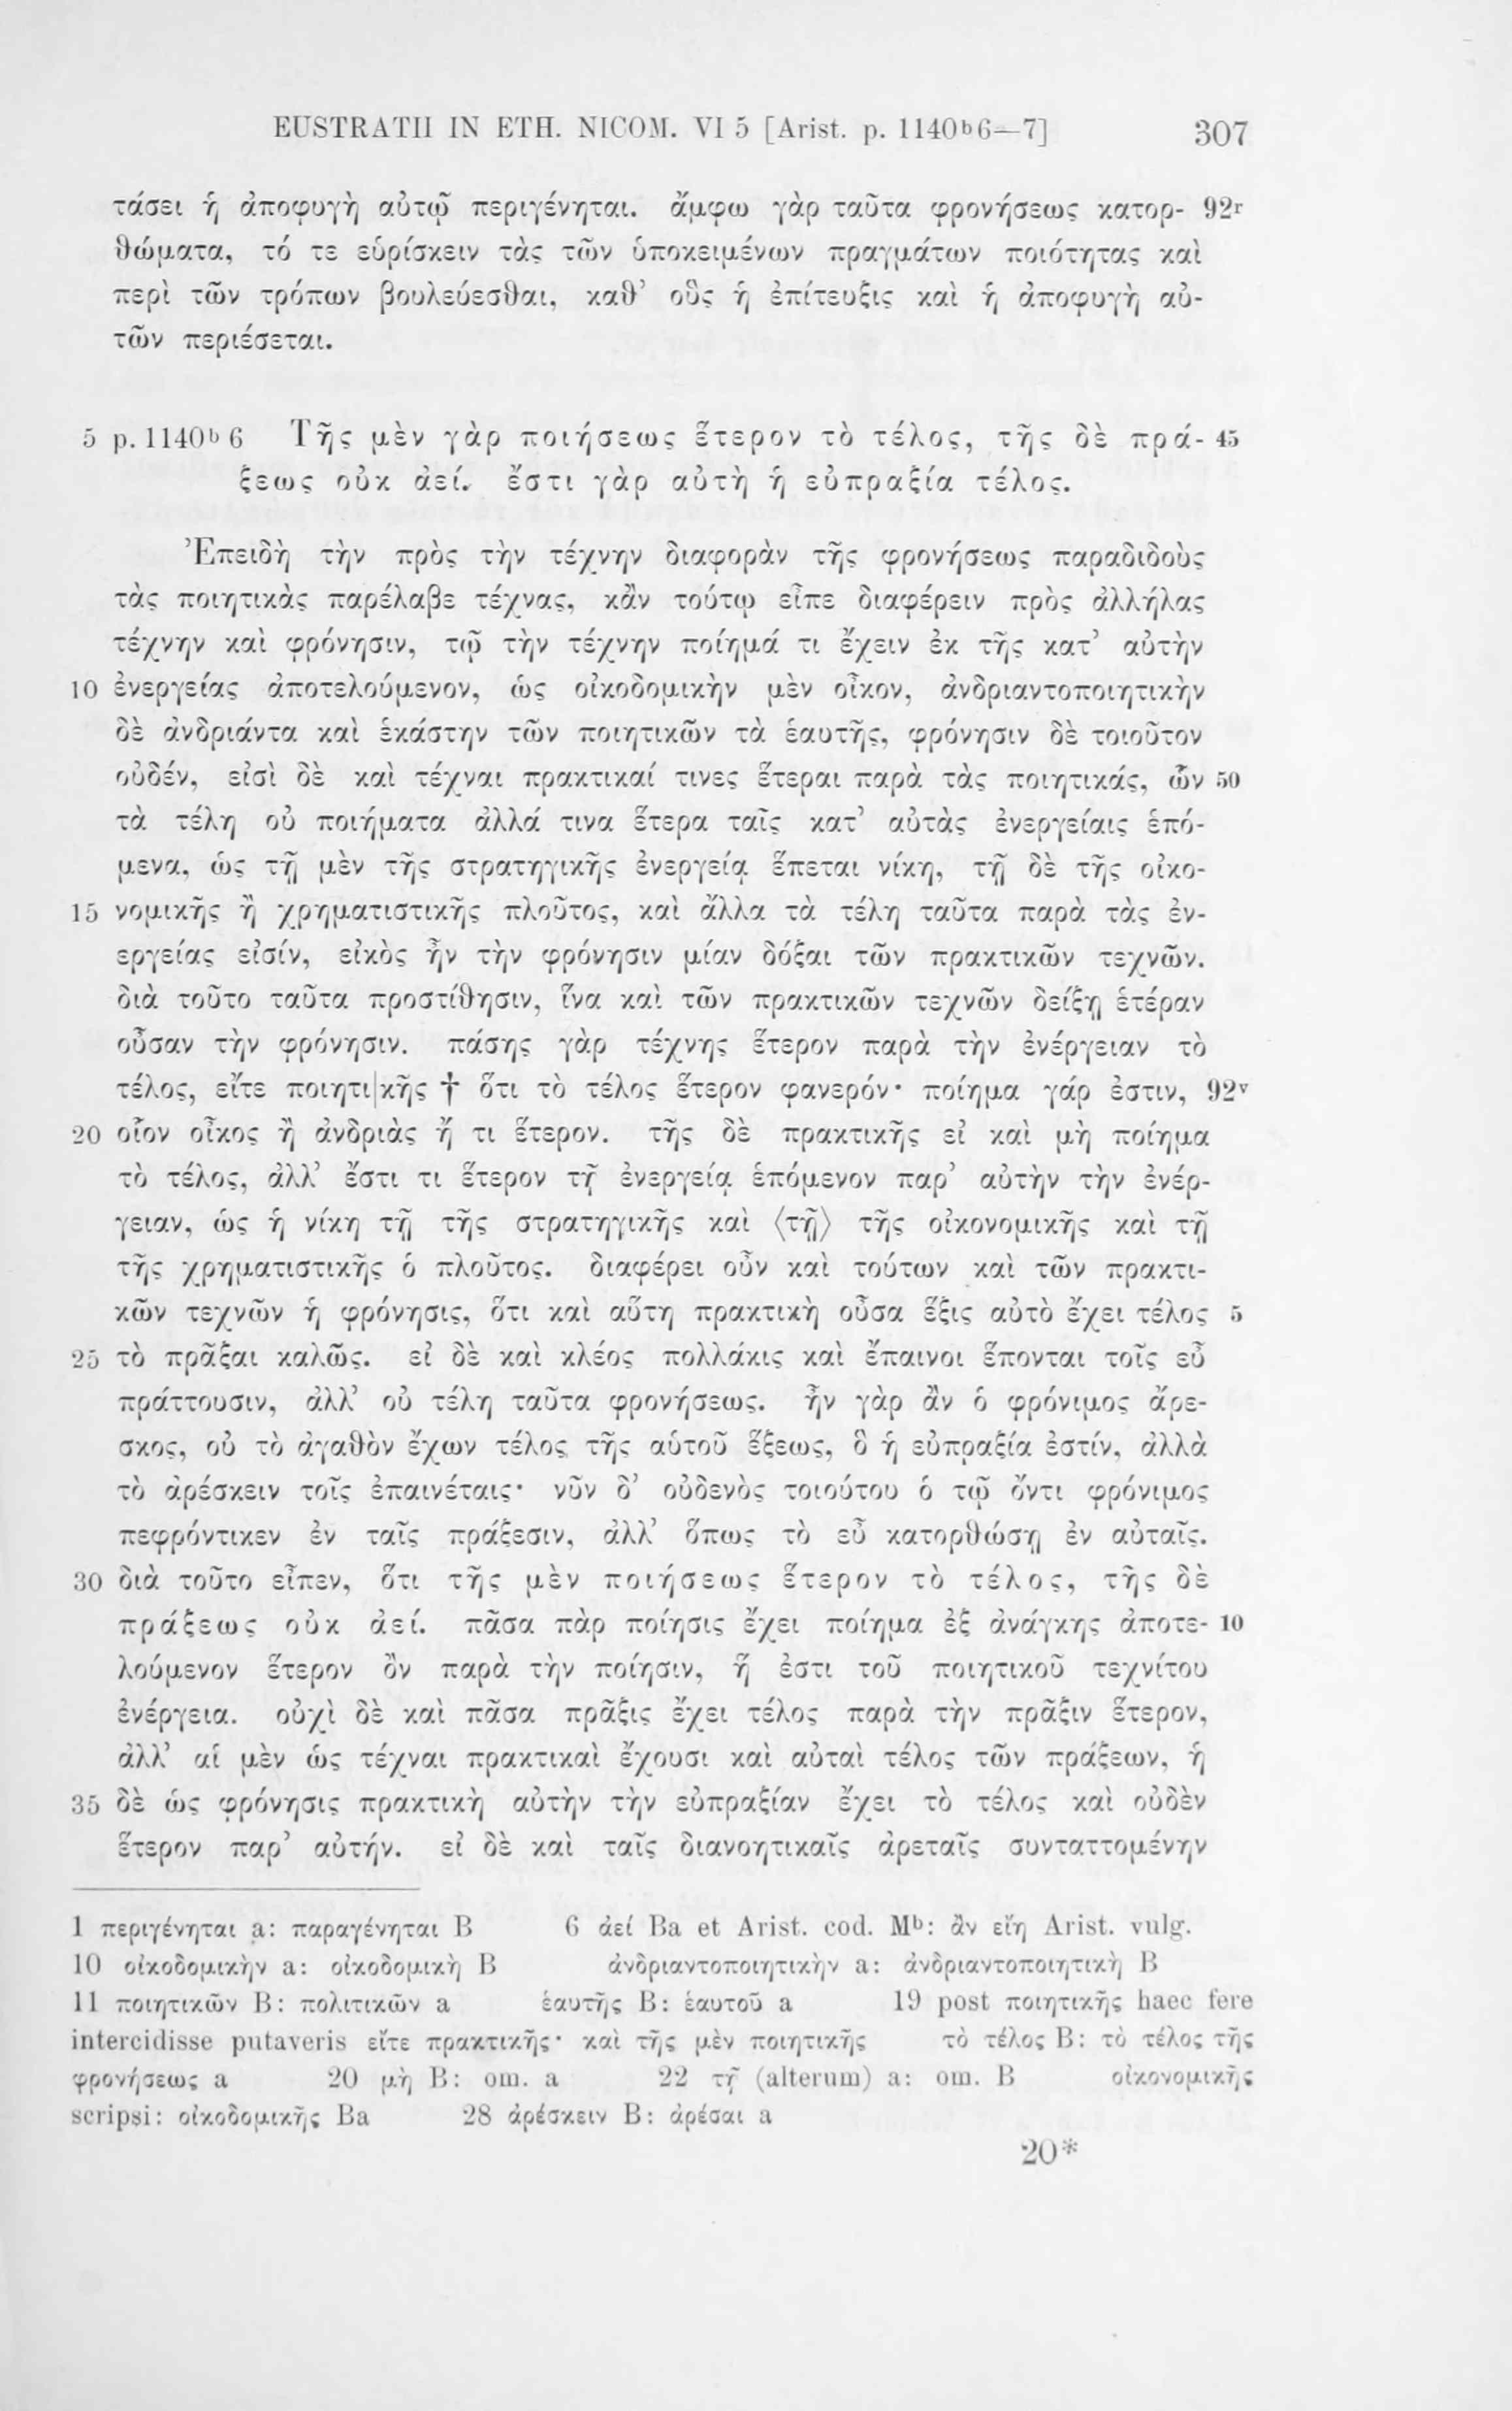 EUSTRATII IN ETH. NICOM. VI 5 [Arist. p. 1140ᵇ6—7] 307
τάσει ἡ ἀποφυγὴ αὐτῷ περιγένηται. ἄμφω γὰρ ταῦτα φρονήσεως κατορ- 92ʳ
θώματα, τό τε εὑρίσκειν τὰς τῶν ὑποκειμένων πραγμάτων ποιότητας καὶ
περὶ τῶν τρόπων βουλεύεσθαι, καθ’ οὓς ἡ ἐπίτευξις καὶ ἡ ἀποφυγὴ αὐ-
τῶν περιέσεται.
5 p. 1140ᵇ 6 Τῆς μὲν γὰρ ποιήσεως ἕτερον τὸ τέλος, τῆς δὲ πρά- 45
ξεως οὐκ ἀεί. ἔστι γὰρ αὐτὴ ἡ εὐπραξία τέλος.
Ἐπειδὴ τὴν πρὸς τὴν τέχνην διαφορὰν τῆς φρονήσεως παραδιδοὺς
τὰς ποιητικὰς παρέλαβε τέχνας, κἂν τούτῳ εἶπε διαφέρειν πρὸς ἀλλήλας
τέχνην καὶ φρόνησιν, τῷ τὴν τέχνην ποίημά τι ἔχειν ἐκ τῆς κατ’ αὐτὴν
10 ἐνεργείας ἀποτελούμενον, ὡς οἰκοδομικὴν μὲν οἶκον, ἀνδριαντοποιητικὴν
δὲ ἀνδριάντα καὶ ἑκάστην τῶν ποιητικῶν τὰ ἑαυτῆς, φρόνησιν δὲ τοιοῦτον
οὐδέν, εἰσὶ δὲ καὶ τέχναι πρακτικαί τινες ἕτεραι παρὰ τὰς ποιητικάς, ὧν 50
τὰ τέλη οὐ ποιήματα ἀλλά τινα ἕτερα ταῖς κατ’ αὐτὰς ἐνεργείαις ἑπό-
μενα, ὡς τῇ μὲν τῆς στρατηγικῆς ἐνεργείᾳ ἕπεται νίκη, τῇ δὲ τῆς οἰκο-
15 νομικῆς ἢ χρηματιστικῆς πλοῦτος, καὶ ἄλλα τὰ τέλη ταῦτα παρὰ τὰς ἐν-
εργείας εἰσίν, εἰκὸς ἦν τὴν φρόνησιν μίαν δόξαι τῶν πρακτικῶν τεχνῶν.
διὰ τοῦτο ταῦτα προστίθησιν, ἵνα καὶ τῶν πρακτικῶν τεχνῶν δείξῃ ἑτέραν
οὖσαν τὴν φρόνησιν. πάσης γὰρ τέχνης ἕτερον παρὰ τὴν ἐνέργειαν τὸ
τέλος, εἴτε ποιητι|κῆς † ὅτι τὸ τέλος ἕτερον φανερόν· ποίημα γάρ ἐστιν, 92ᵛ
20 οἷον οἶκος ἢ ἀνδριὰς ἤ τι ἕτερον. τῆς δὲ πρακτικῆς εἰ καὶ μὴ ποίημα
τὸ τέλος, ἀλλ’ ἔστι τι ἕτερον τῇ ἐνεργείᾳ ἑπόμενον παρ’ αὐτὴν τὴν ἐνέρ-
γειαν, ὡς ἡ νίκη τῇ τῆς στρατηγικῆς καὶ ⟨τῇ⟩ τῆς οἰκονομικῆς καὶ τῇ
τῆς χρηματιστικῆς ὁ πλοῦτος. διαφέρει οὖν καὶ τούτων καὶ τῶν πρακτι-
κῶν τεχνῶν ἡ φρόνησις, ὅτι καὶ αὕτη πρακτικὴ οὖσα ἕξις αὐτὸ ἔχει τέλος 5
25 τὸ πρᾶξαι καλῶς. εἰ δὲ καὶ κλέος πολλάκις καὶ ἔπαινοι ἕπονται τοῖς εὖ
πράττουσιν, ἀλλ’ οὐ τέλη ταῦτα φρονήσεως. ἦν γὰρ ἂν ὁ φρόνιμος ἄρε-
σκος, οὐ τὸ ἀγαθὸν ἔχων τέλος τῆς αὑτοῦ ἕξεως, ὃ ἡ εὐπραξία ἐστίν, ἀλλὰ
τὸ ἀρέσκειν τοῖς ἐπαινέταις· νῦν δ’ οὐδενὸς τοιούτου ὁ τῷ ὄντι φρόνιμος
πεφρόντικεν ἐν ταῖς πράξεσιν, ἀλλ’ ὅπως τὸ εὖ κατορθώσῃ ἐν αὐταῖς.
30 διὰ τοῦτο εἶπεν, ὅτι τῆς μὲν ποιήσεως ἕτερον τὸ τέλος, τῆς δὲ
πράξεως οὐκ ἀεί. πᾶσα πὰρ ποίησις ἔχει ποίημα ἐξ ἀνάγκης ἀποτε- 10
λούμενον ἕτερον ὂν παρὰ τὴν ποίησιν, ἥ ἐστι τοῦ ποιητικοῦ τεχνίτου
ἐνέργεια. οὐχὶ δὲ καὶ πᾶσα πρᾶξις ἔχει τέλος παρὰ τὴν πρᾶξιν ἕτερον,
ἀλλ’ αἱ μὲν ὡς τέχναι πρακτικαὶ ἔχουσι καὶ αὐταὶ τέλος τῶν πράξεων, ἡ
35 δὲ ὡς φρόνησις πρακτικὴ αὐτὴν τὴν εὐπραξίαν ἔχει τὸ τέλος καὶ οὐδὲν
ἕτερον παρ’ αὐτήν. εἰ δὲ καὶ ταῖς διανοητικαῖς ἀρεταῖς συνταττομένην
1 περιγένηται a: παραγένηται B 6 ἀεί Ba et Arist. cod. Mᵇ: ἂν εἴη Arist. vulg.
10 οἰκοδομικὴν a: οἰκοδομικὴ B ἀνδριαντοποιητικὴν a: ἀνδριαντοποιητικὴ B
11 ποιητικῶν B: πολιτικῶν a ἑαυτῆς B: ἑαυτοῦ a 19 post ποιητικῆς haec fere
intercidisse putaveris εἴτε πρακτικῆς· καὶ τῆς μὲν ποιητικῆς τὸ τέλος B: τὸ τέλος τῆς
φρονήσεως a 20 μὴ B: om. a 22 τῇ (alterum) a: om. B οἰκονομικῆς
scripsi: οἰκοδομικῆς Ba 28 ἀρέσκειν B: ἀρέσαι a
20*